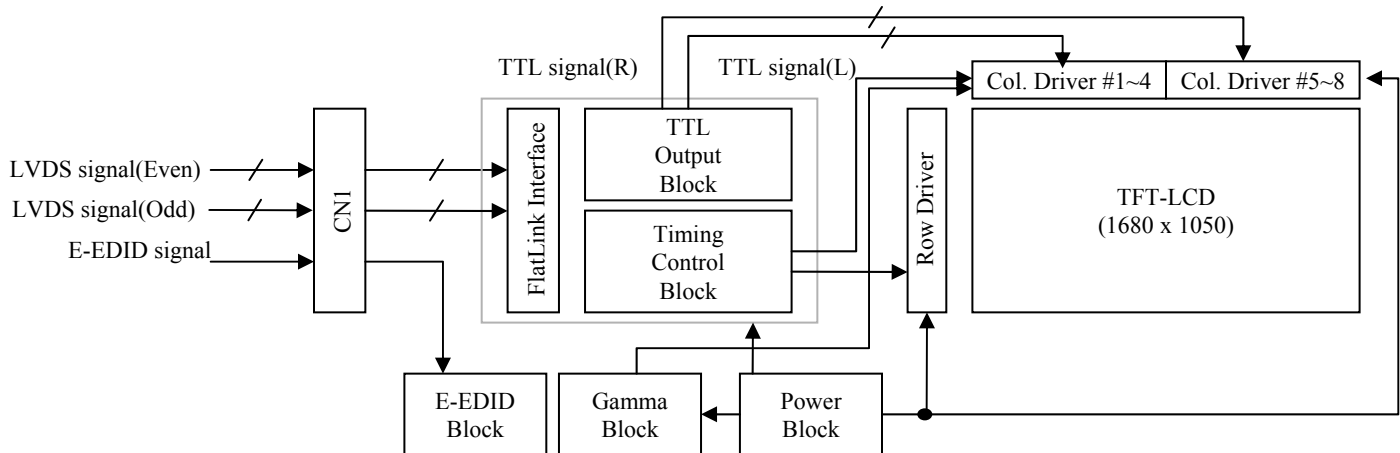 TTL signal(R)
TTL signal(L)
Col. Driver #1~4
Col. Driver #5~8
LVDS signal(Even)
LVDS signal(Odd)
E-EDID signal
CN1
FlatLink Interface
TTL
Output
Block
Timing
Control
Block
Row Driver
TFT-LCD
(1680 x 1050)
E-EDID
Block
Gamma
Block
Power
Block